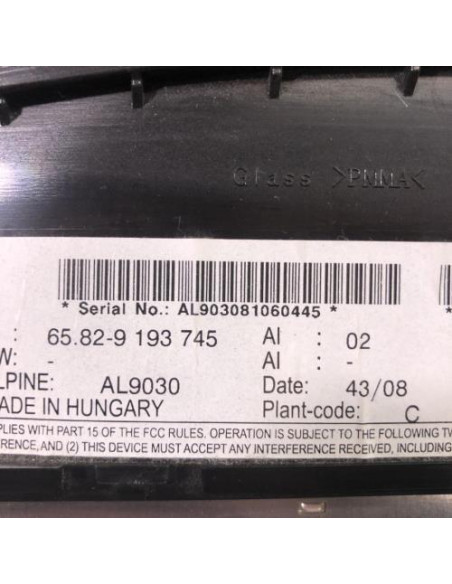 Glass >PMMA<
* Serial No.: AL903081060445 * *
: 65.82-9 193 745 AI : 02
W: - AI : -
LPINE: AL9030 Date: 43/08
ADE IN HUNGARY Plant-code: C
PLIES WITH PART 15 OF THE FCC RULES. OPERATION IS SUBJECT TO THE FOLLOWING TW
ERENCE, AND (2) THIS DEVICE MUST ACCEPT ANY INTERFERENCE RECEIVED, INCLUDING